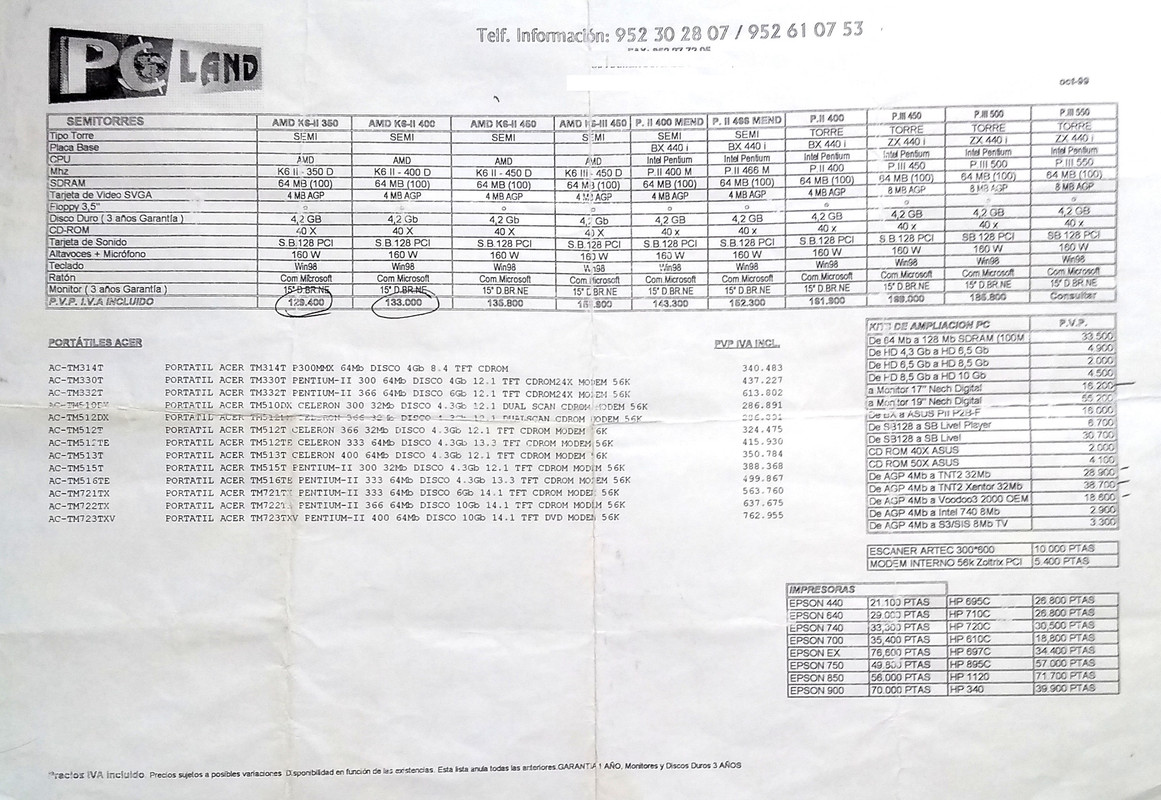 PC LAND
Telf. Información: 952 30 28 07 / 952 61 07 53
oct-99
SEMITORRES AMD K6-II 350 AMD K6-II 400 AMD K6-II 450 AMD K6-III 450 P. II 400 MEND P. II 466 MEND P.II 400 P.III 450 P.III 500 P.III 550
Tipo Torre SEMI SEMI SEMI SEMI SEMI SEMI TORRE TORRE TORRE TORRE
Placa Base BX 440 i BX 440 i BX 440 i ZX 440 i ZX 440 i ZX 440 i
CPU AMD AMD AMD AMD Intel Pentium Intel Pentium Intel Pentium Intel Pentium Intel Pentium Intel Pentium
Mhz K6 II - 350 D K6 II - 400 D K6 II - 450 D K6 III - 450 D P.II 400 M P.II 466 M P.II 400 P.III 450 P III 500 P III 550
SDRAM 64 MB (100) 64 MB (100) 64 MB (100) 64 MB (100) 64 MB (100) 64 MB (100) 64 MB (100) 64 MB (100) 64 MB (100) 64 MB (100)
Tarjeta de Video SVGA 4 MB AGP 4 MB AGP 4 MB AGP 4 MB AGP 4 MB AGP 4 MB AGP 4 MB AGP 8 MB AGP 8 MB AGP 8 MB AGP
Floppy 3,5"
Disco Duro ( 3 años Garantía ) 4,2 GB 4,2 Gb 4,2 Gb 4,2 Gb 4,2 GB 4,2 GB 4,2 GB 4,2 GB 4,2 GB 4,2 GB
CD-ROM 40 X 40 X 40 X 40 X 40 X 40 X 40 x 40 x 40 x 40 x
Tarjeta de Sonido S.B.128 PCI S.B.128 PCI S.B.128 PCI S.B.128 PCI S.B.128 PCI S.B.128 PCI S.B.128 PCI S.B.128 PCI SB 128 PCI SB 128 PCI
Altavoces + Micrófono 160 W 160 W 160 W 160 W 160 W 160 W 160 W 160 W 160 W 160 W
Teclado Win98 Win98 Win98 Win98 Win98 Win98 Win98 Win98 Win98 Win98
Ratón Com Microsoft Com Microsoft Com Microsoft Com Microsoft Com Microsoft Com Microsoft Com Microsoft Com Microsoft Com Microsoft Com Microsoft
Monitor ( 3 años Garantía ) 15" D.BR.NE 15" D.BR.NE 15" D.BR.NE 15" D.BR.NE 15" D.BR.NE 15" D.BR.NE 15" D.BR.NE 15" D.BR.NE 15" D.BR.NE 15" D.BR.NE
P.V.P. I.V.A INCLUIDO 133.000 143.300 Consultar
PORTÁTILES ACER PVP IVA INCL.
AC-TM314T PORTATIL ACER TM314T P300MMX 64Mb DISCO 4Gb 8.4 TFT CDROM 340.483
AC-TM330T PORTATIL ACER TM330T PENTIUM-II 300 64Mb DISCO 4Gb 12.1 TFT CDROM24X MODEM 56K 437.227
AC-TM332T PORTATIL ACER TM332T PENTIUM-II 366 64Mb DISCO 6Gb 12.1 TFT CDROM24X MODEM 56K 613.802
AC-TM510DX PORTATIL ACER TM510DX CELERON 300 32Mb DISCO 4.3Gb 12.1 DUAL SCAN CDROM MODEM 56K 286.891
AC-TM512DX PORTATIL ACER DUAL SCAN CDROM MODEM 56K
AC-TM512T PORTATIL ACER TM512T CELERON 366 32Mb DISCO 4.3Gb 12.1 TFT CDROM MODEM 56K 324.475
AC-TM512TE PORTATIL ACER TM512TE CELERON 333 64Mb DISCO 4.3Gb 13.3 TFT CDROM MODEM 56K 415.930
AC-TM513T PORTATIL ACER TM513T CELERON 400 64Mb DISCO 4.3Gb 12.1 TFT CDROM MODEM 56K 350.784
AC-TM515T PORTATIL ACER TM515T PENTIUM-II 300 32Mb DISCO 4.3Gb 12.1 TFT CDROM MODEM 56K 388.368
AC-TM516TE PORTATIL ACER TM516TE PENTIUM-II 333 64Mb DISCO 4.3Gb 13.3 TFT CDROM MODEM 56K 499.867
AC-TM721TX PORTATIL ACER TM721TX PENTIUM-II 333 64Mb DISCO 6Gb 14.1 TFT CDROM MODEM 56K 563.760
AC-TM722TX PORTATIL ACER TM722TX PENTIUM-II 366 64Mb DISCO 10Gb 14.1 TFT CDROM MODEM 56K 637.675
AC-TM723TXV PORTATIL ACER TM723TXV PENTIUM-II 400 64Mb DISCO 10Gb 14.1 TFT DVD MODEM 56K 762.955
KITS DE AMPLIACION PC P.V.P.
De 64 Mb a 128 Mb SDRAM (100M 33.500
De HD 4,3 Gb a HD 6,5 Gb 4.900
De HD 6,5 Gb a HD 8,5 Gb 2.000
De HD 8,5 Gb a HD 10 Gb 4.500
a Monitor 17" Nech Digital 16.200
a Monitor 19" Nech Digital 55.200
De BX a ASUS PII P2B-F 16.000
De SB128 a SB Live! Player 6.700
De SB128 a SB Live! 30.700
CD ROM 40X ASUS 2.000
CD ROM 50X ASUS 4.100
De AGP 4Mb a TNT2 32Mb 28.900
De AGP 4Mb a TNT2 Xentor 32Mb 38.700
De AGP 4Mb a Voodoo3 2000 OEM 18.600
De AGP 4Mb a Intel 740 8Mb 2.900
De AGP 4Mb a S3/SIS 8Mb TV 3.300
ESCANER ARTEC 300*600 10.000 PTAS
MODEM INTERNO 56k Zoltrix PCI 5.400 PTAS
IMPRESORAS
EPSON 440 21.100 PTAS HP 695C 26.800 PTAS
EPSON 640 29.000 PTAS HP 710C 26.800 PTAS
EPSON 740 33,300 PTAS HP 720C 30,500 PTAS
EPSON 700 35,400 PTAS HP 610C 18,800 PTAS
EPSON EX 76,600 PTAS HP 697C 34.400 PTAS
EPSON 750 49.800 PTAS HP 895C 57.000 PTAS
EPSON 850 56.000 PTAS HP 1120 71.700 PTAS
EPSON 900 70.000 PTAS HP 340 39.900 PTAS
*Precios IVA incluido Precios sujetos a posibles variaciones Disponibilidad en función de las existencias. Esta lista anula todas las anteriores.GARANTIA 1 AÑO, Monitores y Discos Duros 3 AÑOS